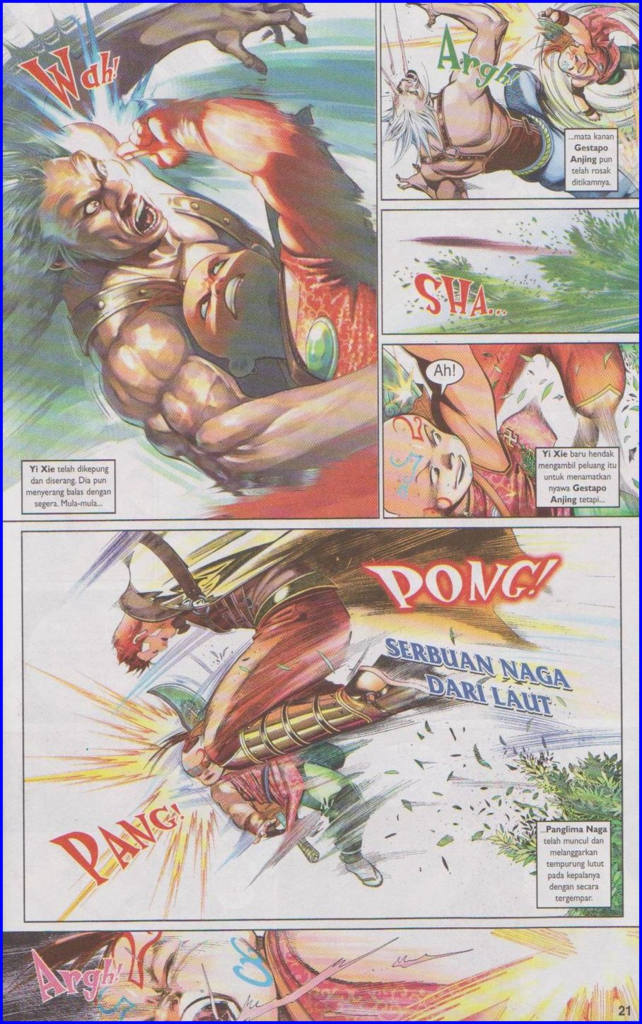 Wah!
Yi Xie telah dikepung
dan diserang. Dia pun
menyerang balas dengan
segera. Mula-mula...
Argh!
...mata kanan
Gestapo
Anjing pun
telah rosak
ditikamnya.
SHA...
Ah!
Yi Xie baru hendak
mengambil peluang itu
untuk menamatkan
nyawa Gestapo
Anjing tetapi...
PONG!
SERBUAN NAGA
DARI LAUT
PANG!
...Panglima Naga
telah muncul dan
melanggarkan
tempurung lutut
pada kepalanya
dengan secara
tergempar.
Argh!
21